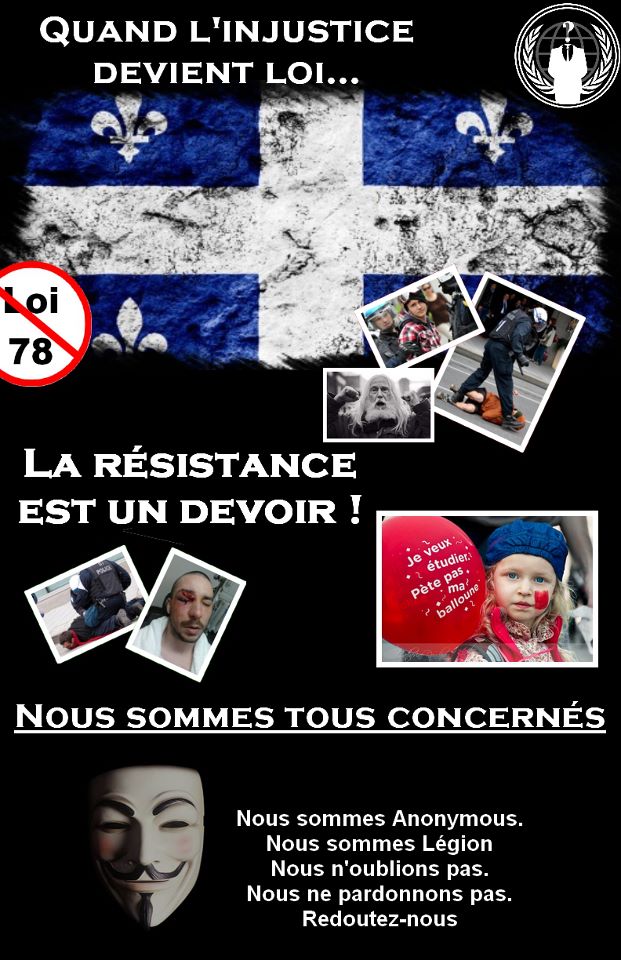 QUAND L'INJUSTICE
DEVIENT LOI...
?
Loi
78
LA RÉSISTANCE
EST UN DEVOIR !
POLICE
Je veux
étudier.
Pète pas
ma
balloune
NOUS SOMMES TOUS CONCERNÉS
Nous sommes Anonymous.
Nous sommes Légion
Nous n'oublions pas.
Nous ne pardonnons pas.
Redoutez-nous